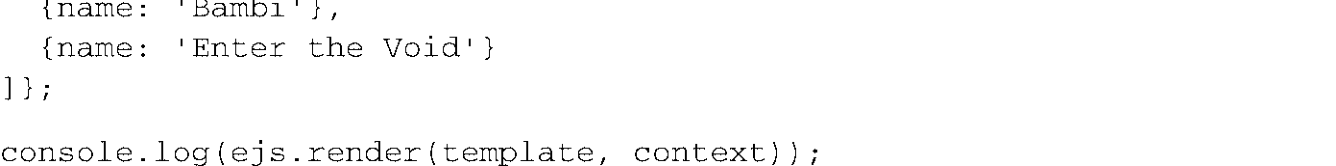 {name: 'Bambi'},
{name: 'Enter the Void'}
]};
console.log(ejs.render(template, context));